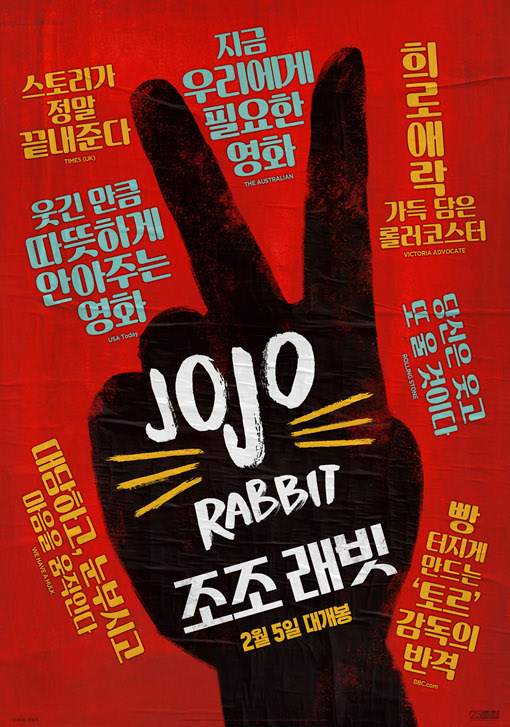 스토리가
정말
끝내준다
TIMES (UK)
지금
우리에게
필요한
영화
THE AUSTRALIAN
희로애락
가득 담은
롤러코스터
VICTORIA ADVOCATE
웃긴 만큼
따뜻하게
안아주는
영화
USA Today
당신은 웃고
또 울 것이다
ROLLING STONE
JOJO
RABBIT
조조 래빗
2월 5일 대개봉
대담하고, 눈부시고
마음을 움직인다
WE HAVE A HULK
빵
터지게
만드는
‘토르’
감독의
반격
BBC.com